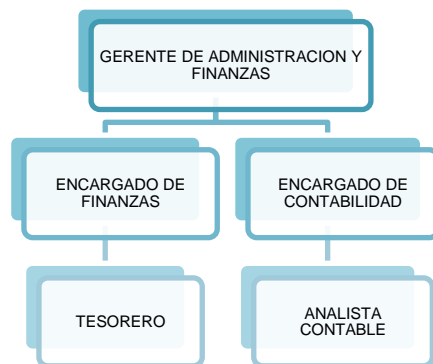 GERENTE DE ADMINISTRACION Y
FINANZAS
ENCARGADO DE
FINANZAS
ENCARGADO DE
CONTABILIDAD
TESORERO
ANALISTA
CONTABLE